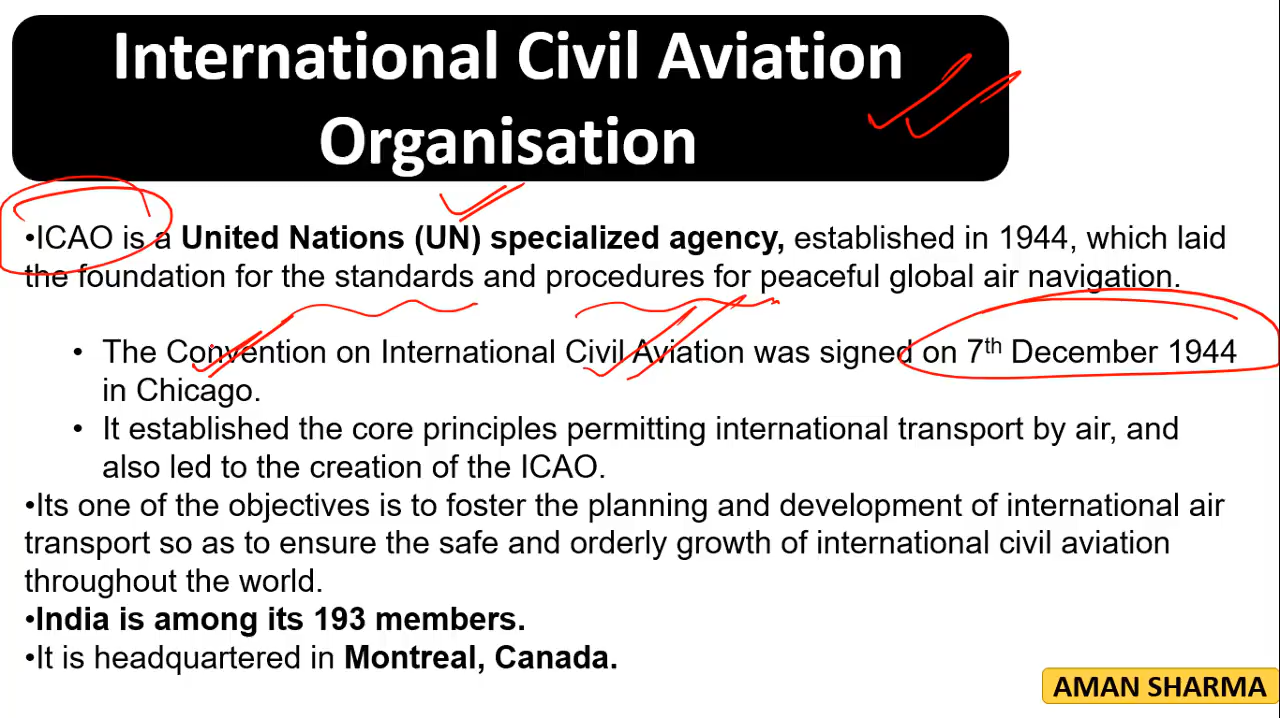 International Civil Aviation
Organisation
•ICAO is a United Nations (UN) specialized agency, established in 1944, which laid
the foundation for the standards and procedures for peaceful global air navigation.
• The Convention on International Civil Aviation was signed on 7th December 1944
in Chicago.
• It established the core principles permitting international transport by air, and
also led to the creation of the ICAO.
•Its one of the objectives is to foster the planning and development of international air
transport so as to ensure the safe and orderly growth of international civil aviation
throughout the world.
•India is among its 193 members.
•It is headquartered in Montreal, Canada.
AMAN SHARMA